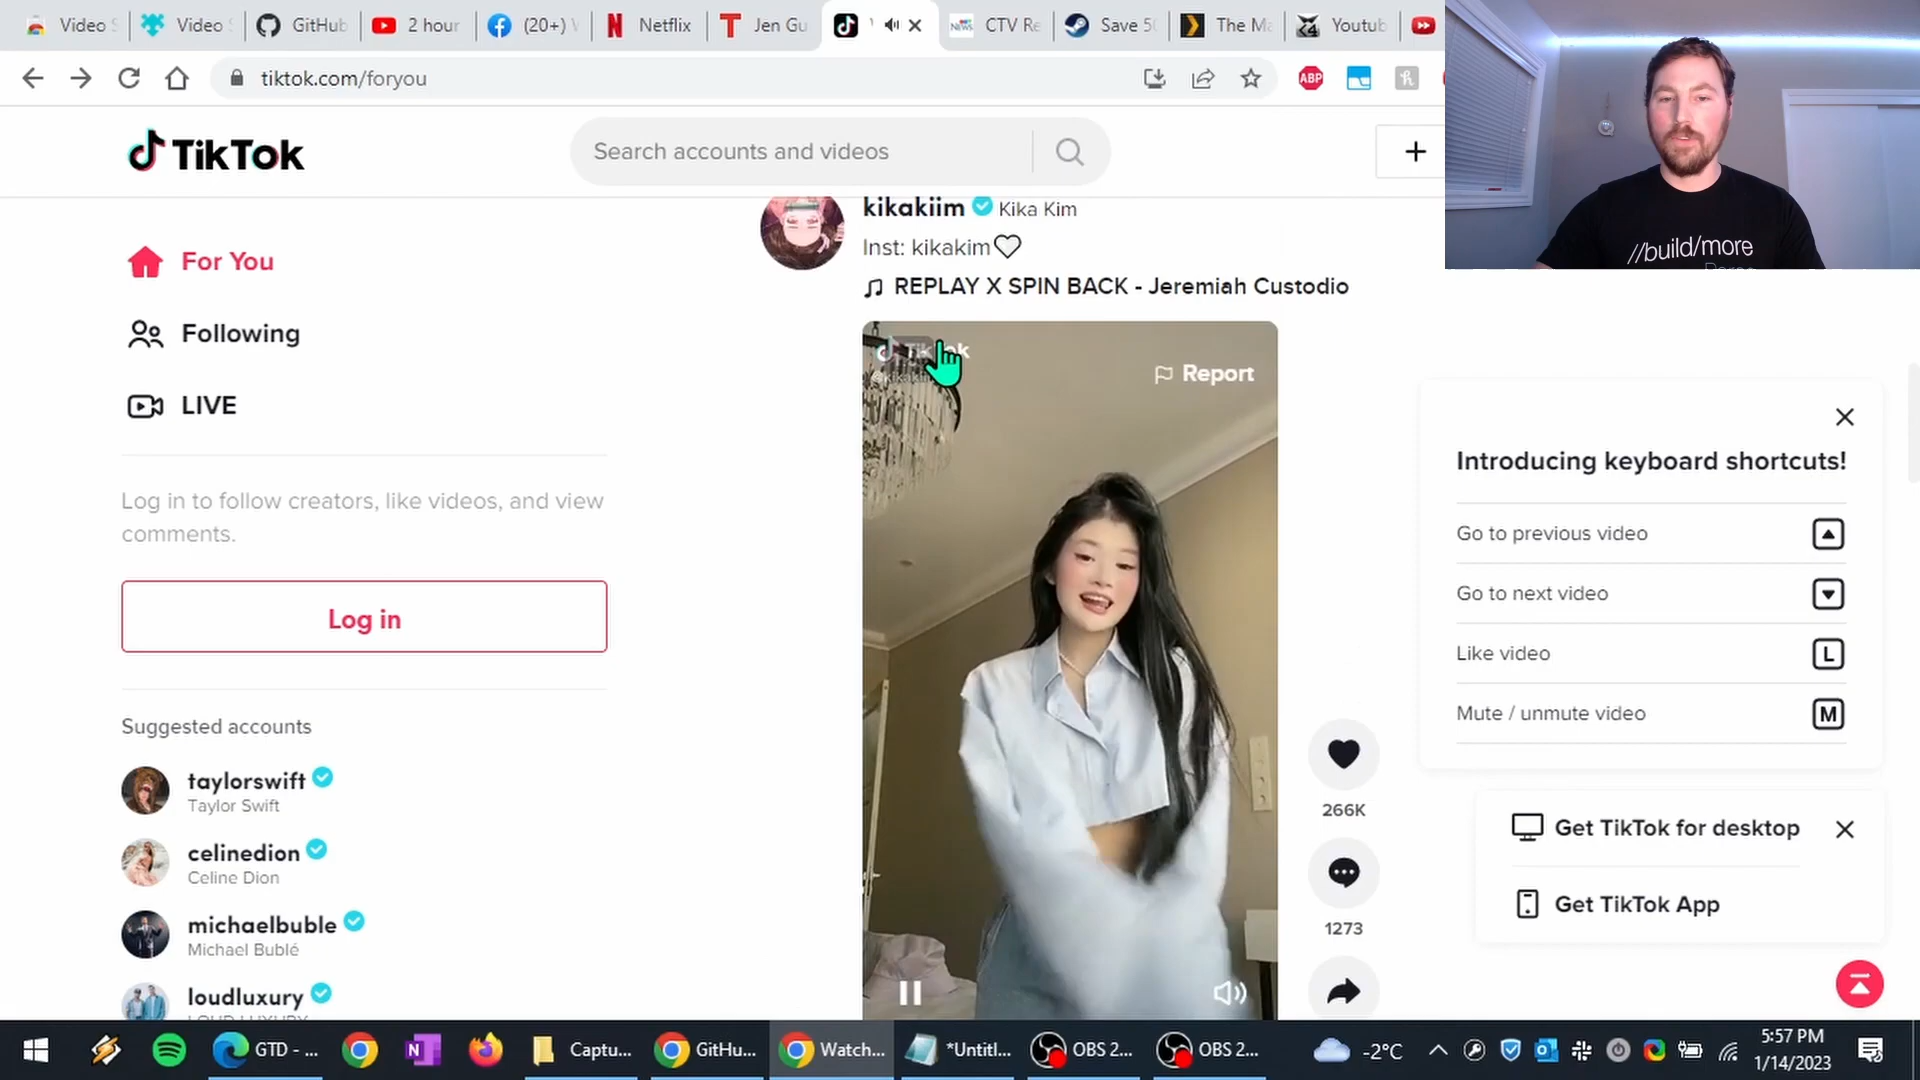 Video S
Video
GitHub
2 hour
(20+)
Netflix
Jen Gu
CTV Re
Save 50
The Ma
Youtub
tiktok.com/foryou
ABP
TikTok
Search accounts and videos
//build/more
kikakiim Kika Kim
Inst: kikakim
REPLAY X SPIN BACK - Jeremiah Custodio
For You
Following
LIVE
Log in to follow creators, like videos, and view
comments.
Log in
Suggested accounts
taylorswift
Taylor Swift
celinedion
Celine Dion
michaelbuble
Michael Bublé
loudluxury
Report
266K
1273
Introducing keyboard shortcuts!
Go to previous video
Go to next video
Like video L
Mute / unmute video M
Get TikTok for desktop
Get TikTok App
GTD - ...
Captu...
GitHu...
Watch...
*Untitl...
OBS 2...
OBS 2...
-2°C
5:57 PM
1/14/2023